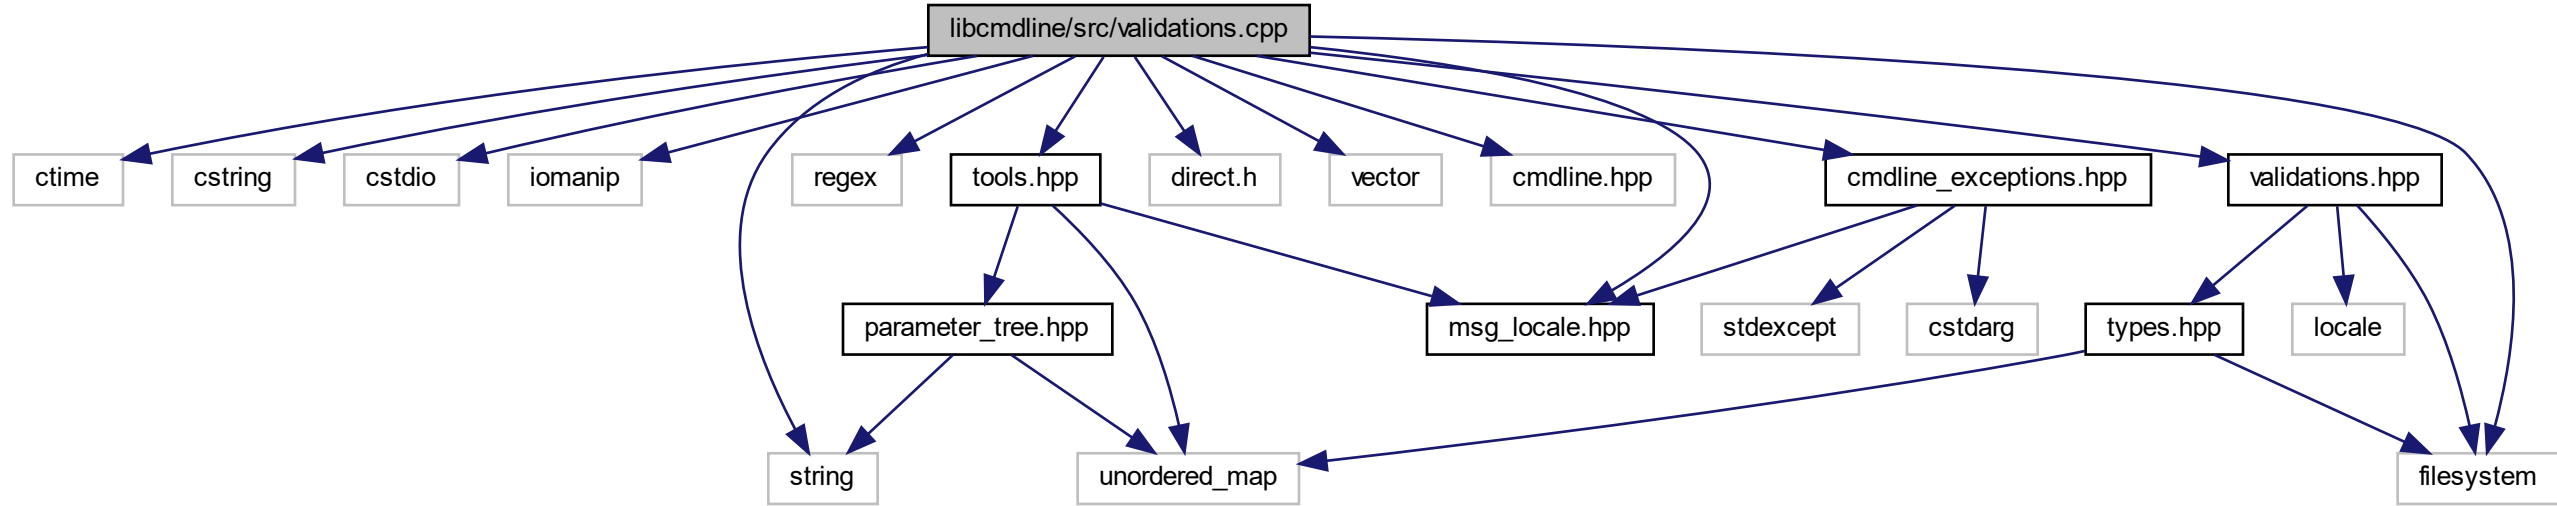 libcmdline/src/validations.cpp
ctime
cstring
cstdio
iomanip
regex
tools.hpp
direct.h
vector
cmdline.hpp
cmdline_exceptions.hpp
validations.hpp
parameter_tree.hpp
msg_locale.hpp
stdexcept
cstdarg
types.hpp
locale
string
unordered_map
filesystem